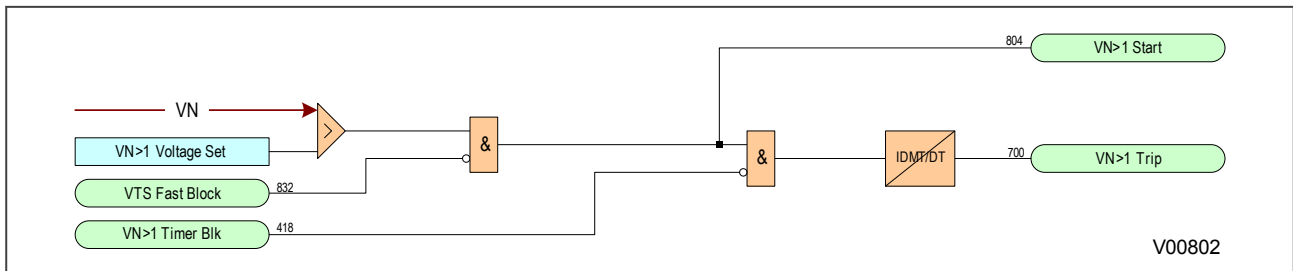 804
VN>1 Start
VN
>
VN>1 Voltage Set
&
&
IDMT/DT
700
VN>1 Trip
VTS Fast Block
832
VN>1 Timer Blk
418
V00802